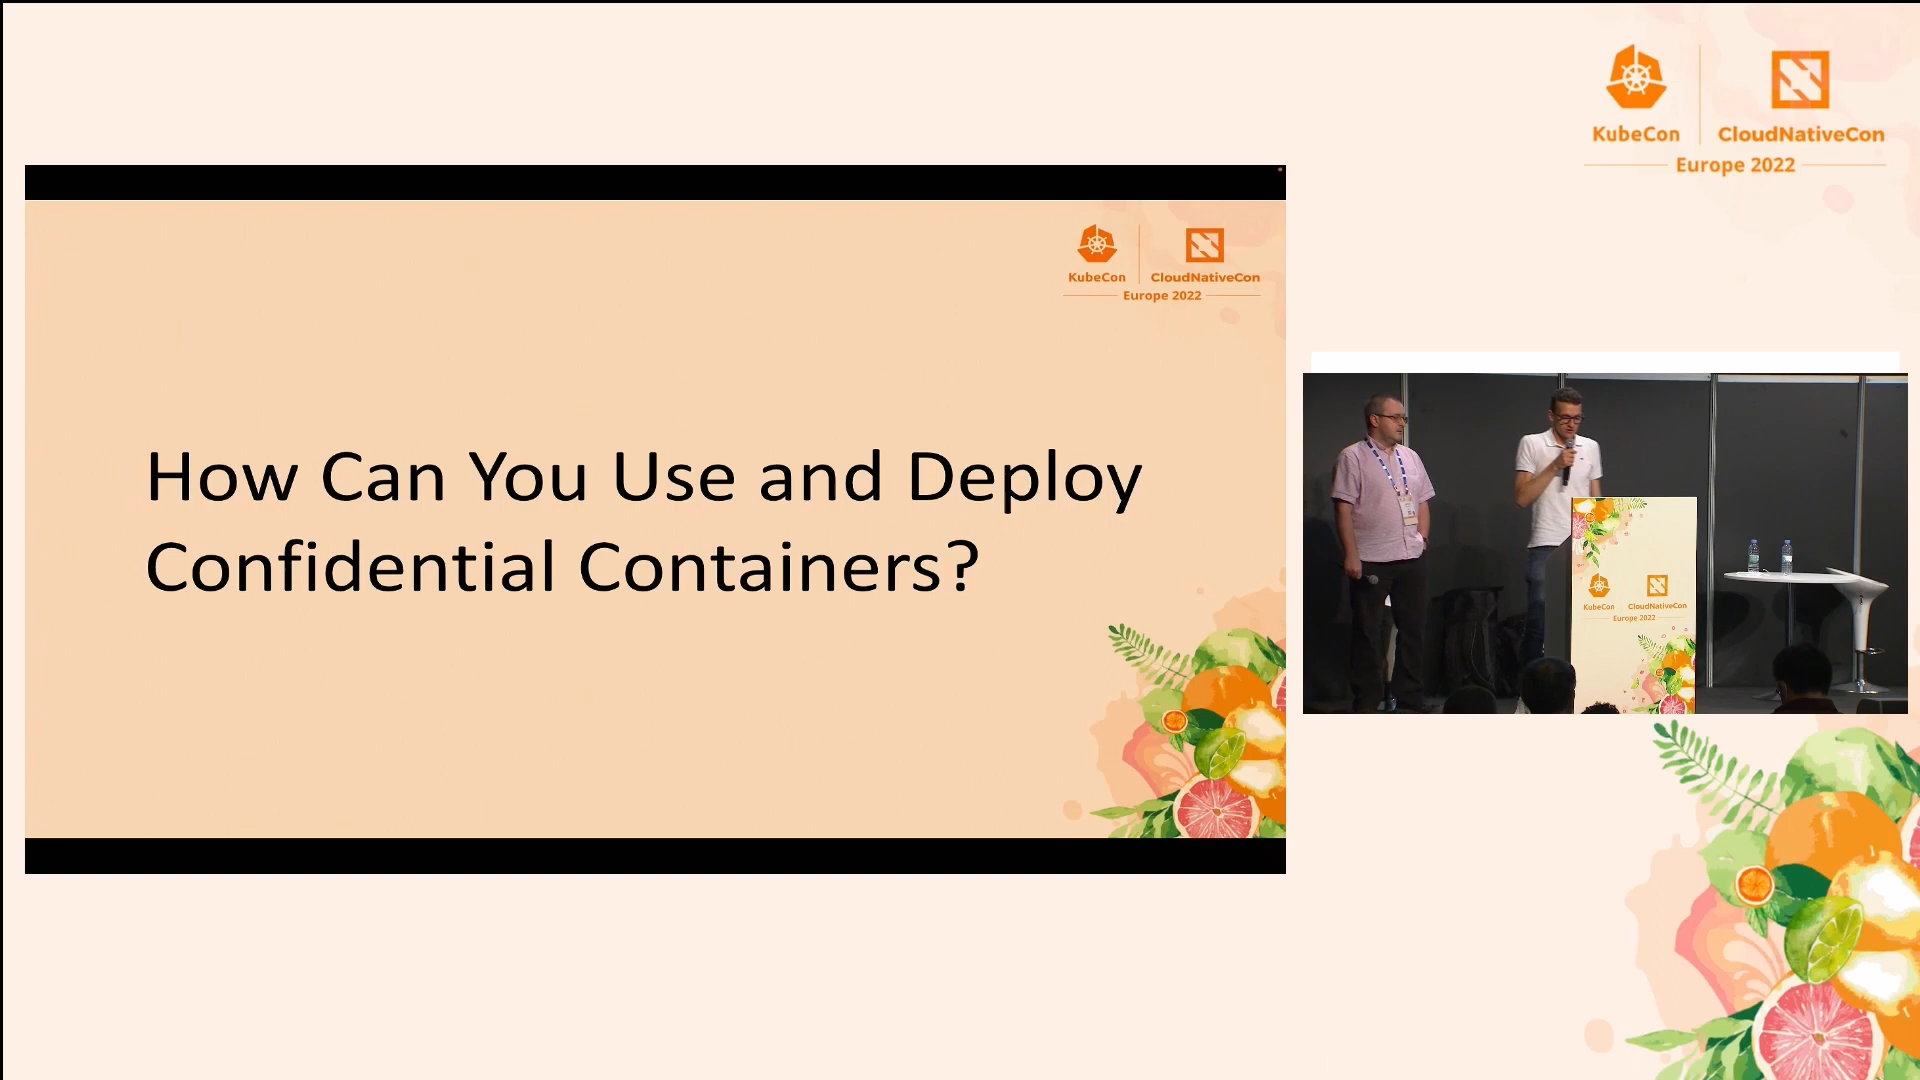 KubeCon
CloudNativeCon
Europe 2022
KubeCon
CloudNativeCon
Europe 2022
How Can You Use and Deploy
Confidential Containers?
KubeCon
CloudNativeCon
Europe 2022